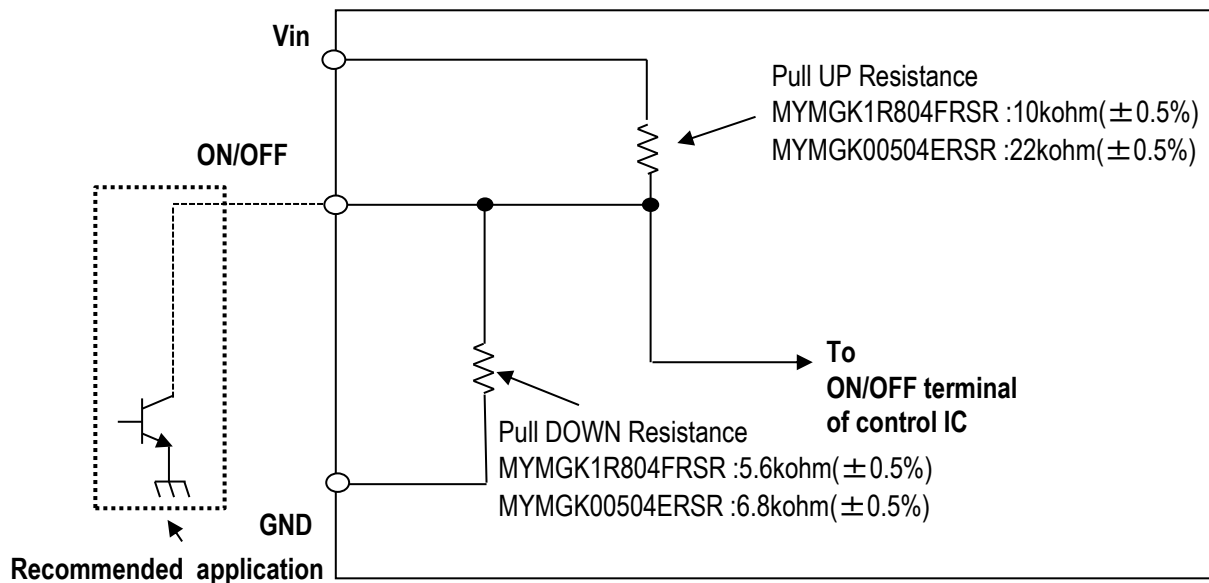 Vin
Pull UP Resistance
MYMGK1R804FRSR :10kohm(±0.5%)
MYMGK00504ERSR :22kohm(±0.5%)
ON/OFF
To
ON/OFF terminal
of control IC
Pull DOWN Resistance
MYMGK1R804FRSR :5.6kohm(±0.5%)
MYMGK00504ERSR :6.8kohm(±0.5%)
GND
Recommended application